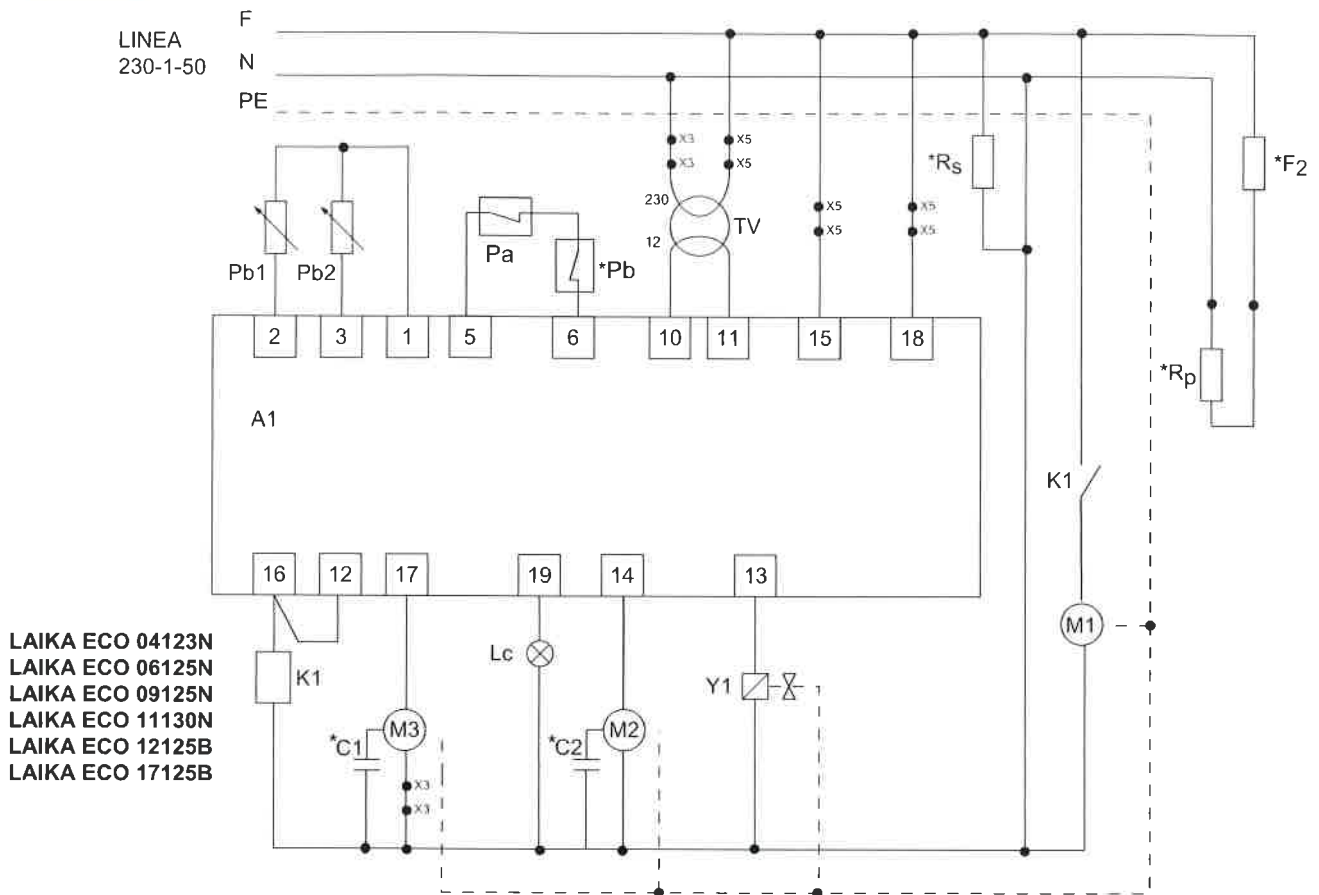 F
LINEA
230-1-50
N
PE
X3
X5
X3
X5
*Rs
*F2
230
TV
12
X5
X5
X5
X5
Pb1
Pb2
Pa
*Pb
2
3
1
5
6
10
11
15
18
*Rp
A1
K1
16
12
17
19
14
13
M1
LAIKA ECO 04123N
LAIKA ECO 06125N
LAIKA ECO 09125N
LAIKA ECO 11130N
LAIKA ECO 12125B
LAIKA ECO 17125B
K1
Lc
Y1
*C1
M3
*C2
M2
X3
X3